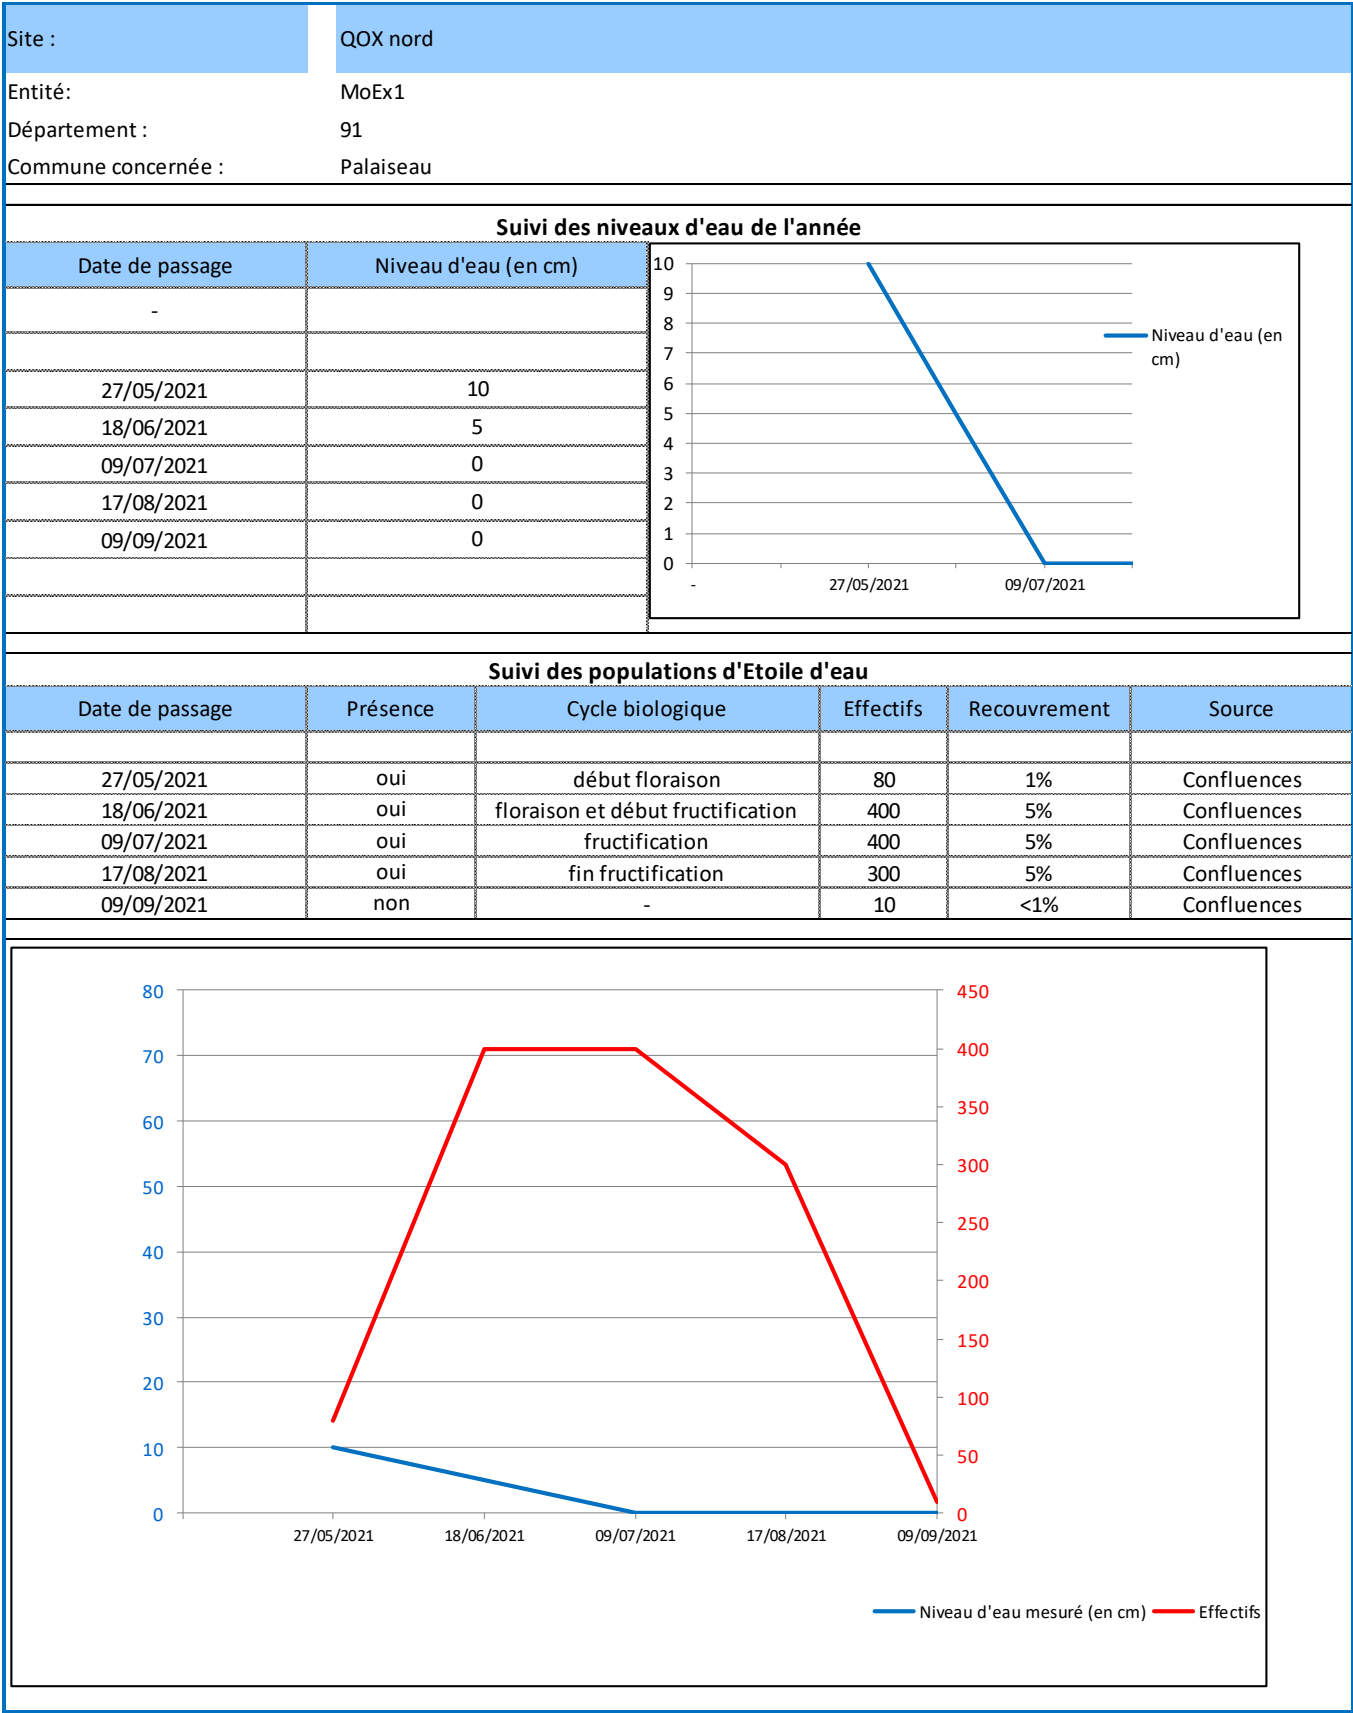 Site : QOX nord
Entité: MoEx1
Département : 91
Commune concernée : Palaiseau
Suivi des niveaux d'eau de l'année
Date de passage Niveau d'eau (en cm)
-
27/05/2021 10
18/06/2021 5
09/07/2021 0
17/08/2021 0
09/09/2021 0
10
9
8
7
6
5
4
3
2
1
0
- 27/05/2021 09/07/2021
Niveau d'eau (en
cm)
Suivi des populations d'Etoile d'eau
Date de passage Présence Cycle biologique Effectifs Recouvrement Source
27/05/2021 oui début floraison 80 1% Confluences
18/06/2021 oui floraison et début fructification 400 5% Confluences
09/07/2021 oui fructification 400 5% Confluences
17/08/2021 oui fin fructification 300 5% Confluences
09/09/2021 non - 10 <1% Confluences
80
70
60
50
40
30
20
10
0
450
400
350
300
250
200
150
100
50
0
27/05/2021 18/06/2021 09/07/2021 17/08/2021 09/09/2021
Niveau d'eau mesuré (en cm) Effectifs